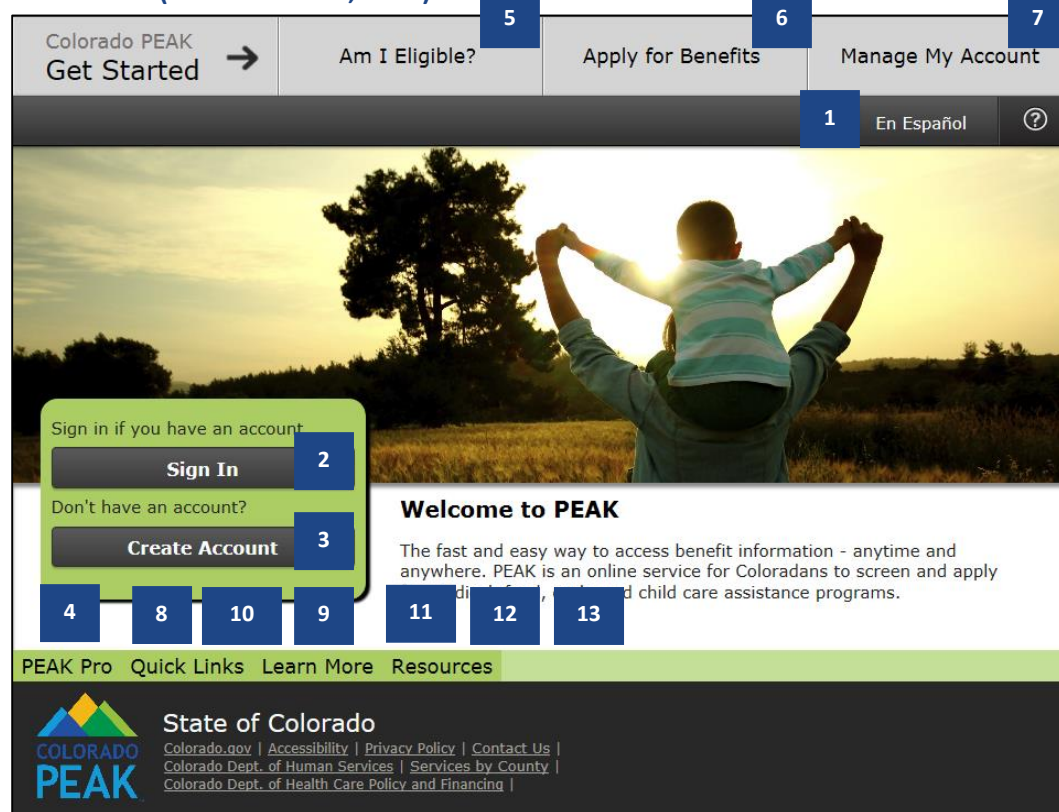 5 6 7
Colorado PEAK
Get Started
Am I Eligible?
Apply for Benefits
Manage My Account
1
En Español
?
Sign in if you have an account
Sign In
2
Don't have an account?
Create Account
3
Welcome to PEAK
The fast and easy way to access benefit information - anytime and
anywhere. PEAK is an online service for Coloradans to screen and apply
child care assistance programs.
4 8 10 9 11 12 13
PEAK Pro Quick Links Learn More Resources
COLORADO
PEAK
State of Colorado
Colorado.gov | Accessibility | Privacy Policy | Contact Us |
Colorado Dept. of Human Services | Services by County |
Colorado Dept. of Health Care Policy and Financing |